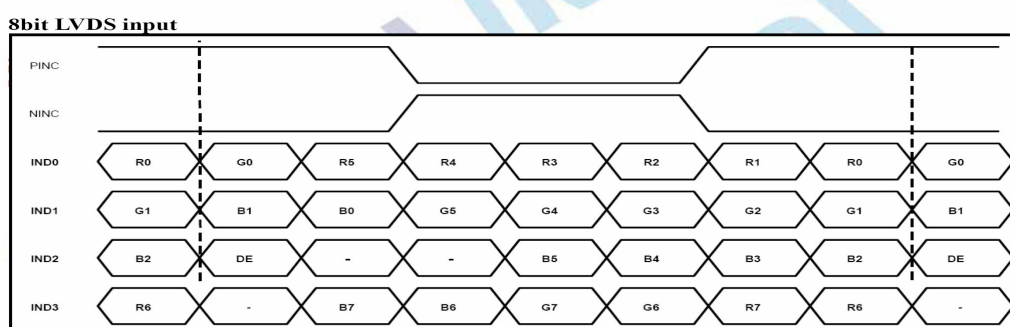 8bit LVDS input
PINC
NINC
IND0 R0 G0 R5 R4 R3 R2 R1 R0 G0
IND1 G1 B1 B0 G5 G4 G3 G2 G1 B1
IND2 B2 DE - - B5 B4 B3 B2 DE
IND3 R6 - B7 B6 G7 G6 R7 R6 -